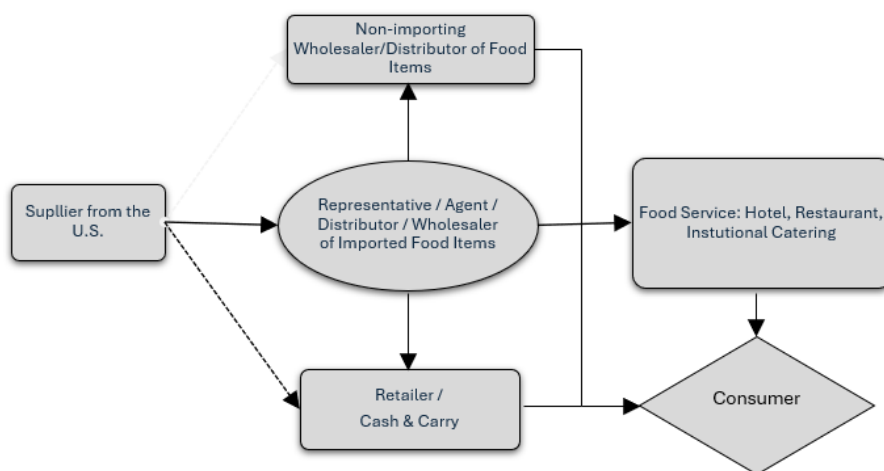 Non-importing
Wholesaler/Distributor of Food
Items
Supllier from the
U.S.
Representative / Agent /
Distributor / Wholesaler
of Imported Food Items
Food Service: Hotel, Restaurant,
Instutional Catering
Retailer /
Cash & Carry
Consumer